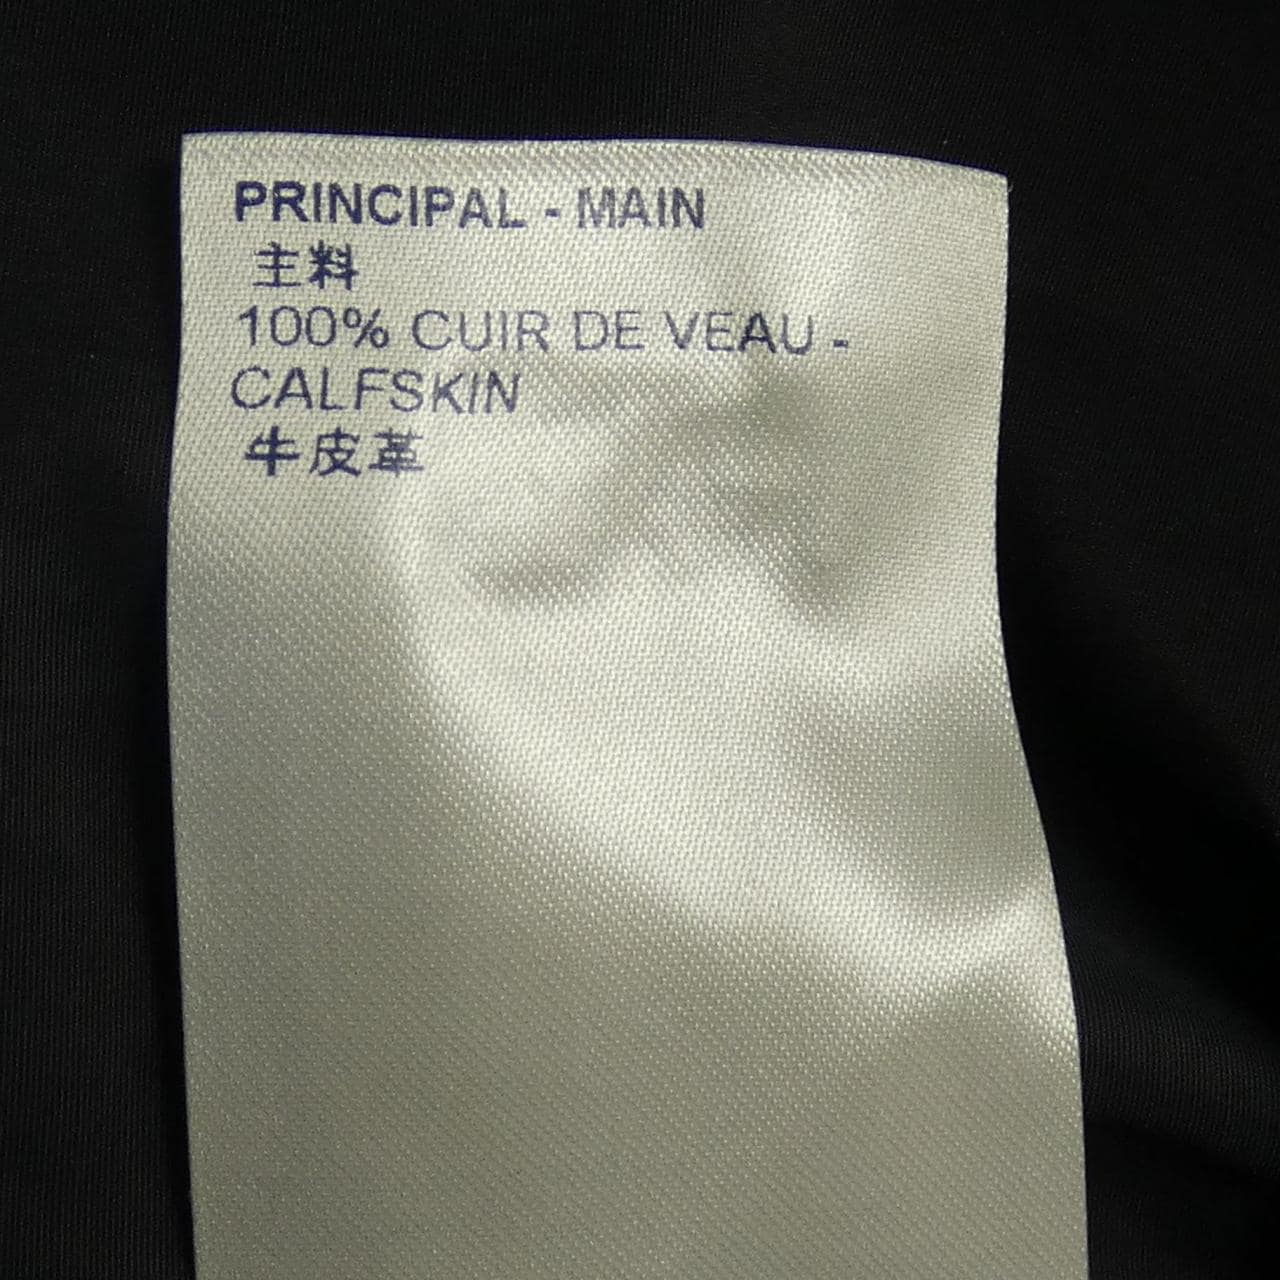 PRINCIPAL - MAIN
主料
100% CUIR DE VEAU -
CALFSKIN
牛皮革